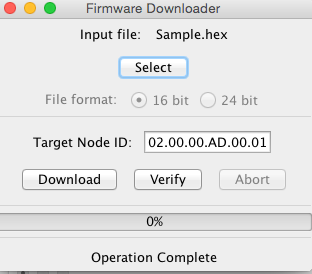 Firmware Downloader
Input file: Sample.hex
Select
File format: 16 bit 24 bit
Target Node ID: 02.00.00.AD.00.01
Download Verify Abort
0%
Operation Complete